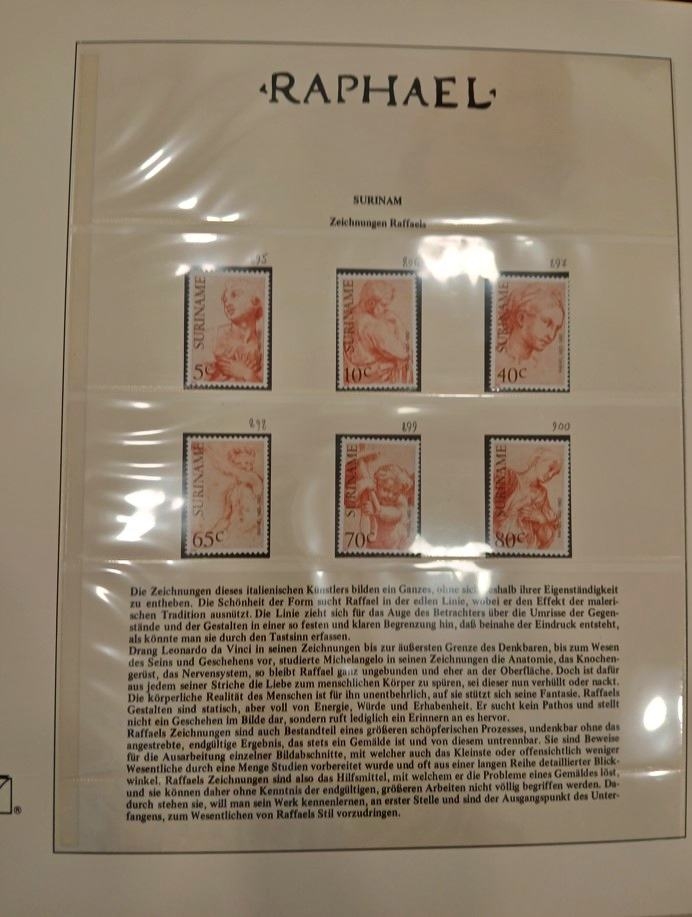 ·RAPHAEL·
SURINAM
Zeichnungen Raffaels
95
896
897
SURINAME
5c
SURINAME
10c
SURINAME
40c
898
899
900
SURINAME
65c
SURINAME
70c
SURINAME
80c
Die Zeichnungen dieses italienischen Künstlers bilden ein Ganzes, ohne sich deshalb ihrer Eigenständigkeit
zu entheben. Die Schönheit der Form sucht Raffael in der edlen Linie, wobei er den Effekt der maleri-
schen Tradition ausnützt. Die Linie zieht sich für das Auge des Betrachters über die Umrisse der Gegen-
stände und der Gestalten in einer so festen und klaren Begrenzung hin, daß beinahe der Eindruck entsteht,
als könnte man sie durch den Tastsinn erfassen.
Drang Leonardo da Vinci in seinen Zeichnungen bis zur äußersten Grenze des Denkbaren, bis zum Wesen
des Seins und Geschehens vor, studierte Michelangelo in seinen Zeichnungen die Anatomie, das Knochen-
gerüst, das Nervensystem, so bleibt Raffael ganz ungebunden und eher an der Oberfläche. Doch ist dafür
aus jedem seiner Striche die Liebe zum menschlichen Körper zu spüren, sei dieser nun verhüllt oder nackt.
Die körperliche Realität des Menschen ist für ihn unentbehrlich, auf sie stützt sich seine Fantasie. Raffaels
Gestalten sind statisch, aber voll von Energie, Würde und Erhabenheit. Er sucht kein Pathos und stellt
nicht ein Geschehen im Bilde dar, sondern ruft lediglich ein Erinnern an es hervor.
Raffaels Zeichnungen sind auch Bestandteil eines größeren schöpferischen Prozesses, undenkbar ohne das
angestrebte, endgültige Ergebnis, das stets ein Gemälde ist und von diesem untrennbar. Sie sind Beweise
für die Ausarbeitung einzelner Bildabschnitte, mit welcher auch das Kleinste oder offensichtlich weniger
Wesentliche durch eine Menge Studien vorbereitet wurde und oft aus einer langen Reihe detaillierter Blick-
winkel. Raffaels Zeichnungen sind also das Hilfsmittel, mit welchem er die Probleme eines Gemäldes löst,
und sie können daher ohne Kenntnis der endgültigen, größeren Arbeiten nicht völlig begriffen werden. Da-
durch stehen sie, will man sein Werk kennenlernen, an erster Stelle und sind der Ausgangspunkt des Unter-
fangens, zum Wesentlichen von Raffaels Stil vorzudringen.
®